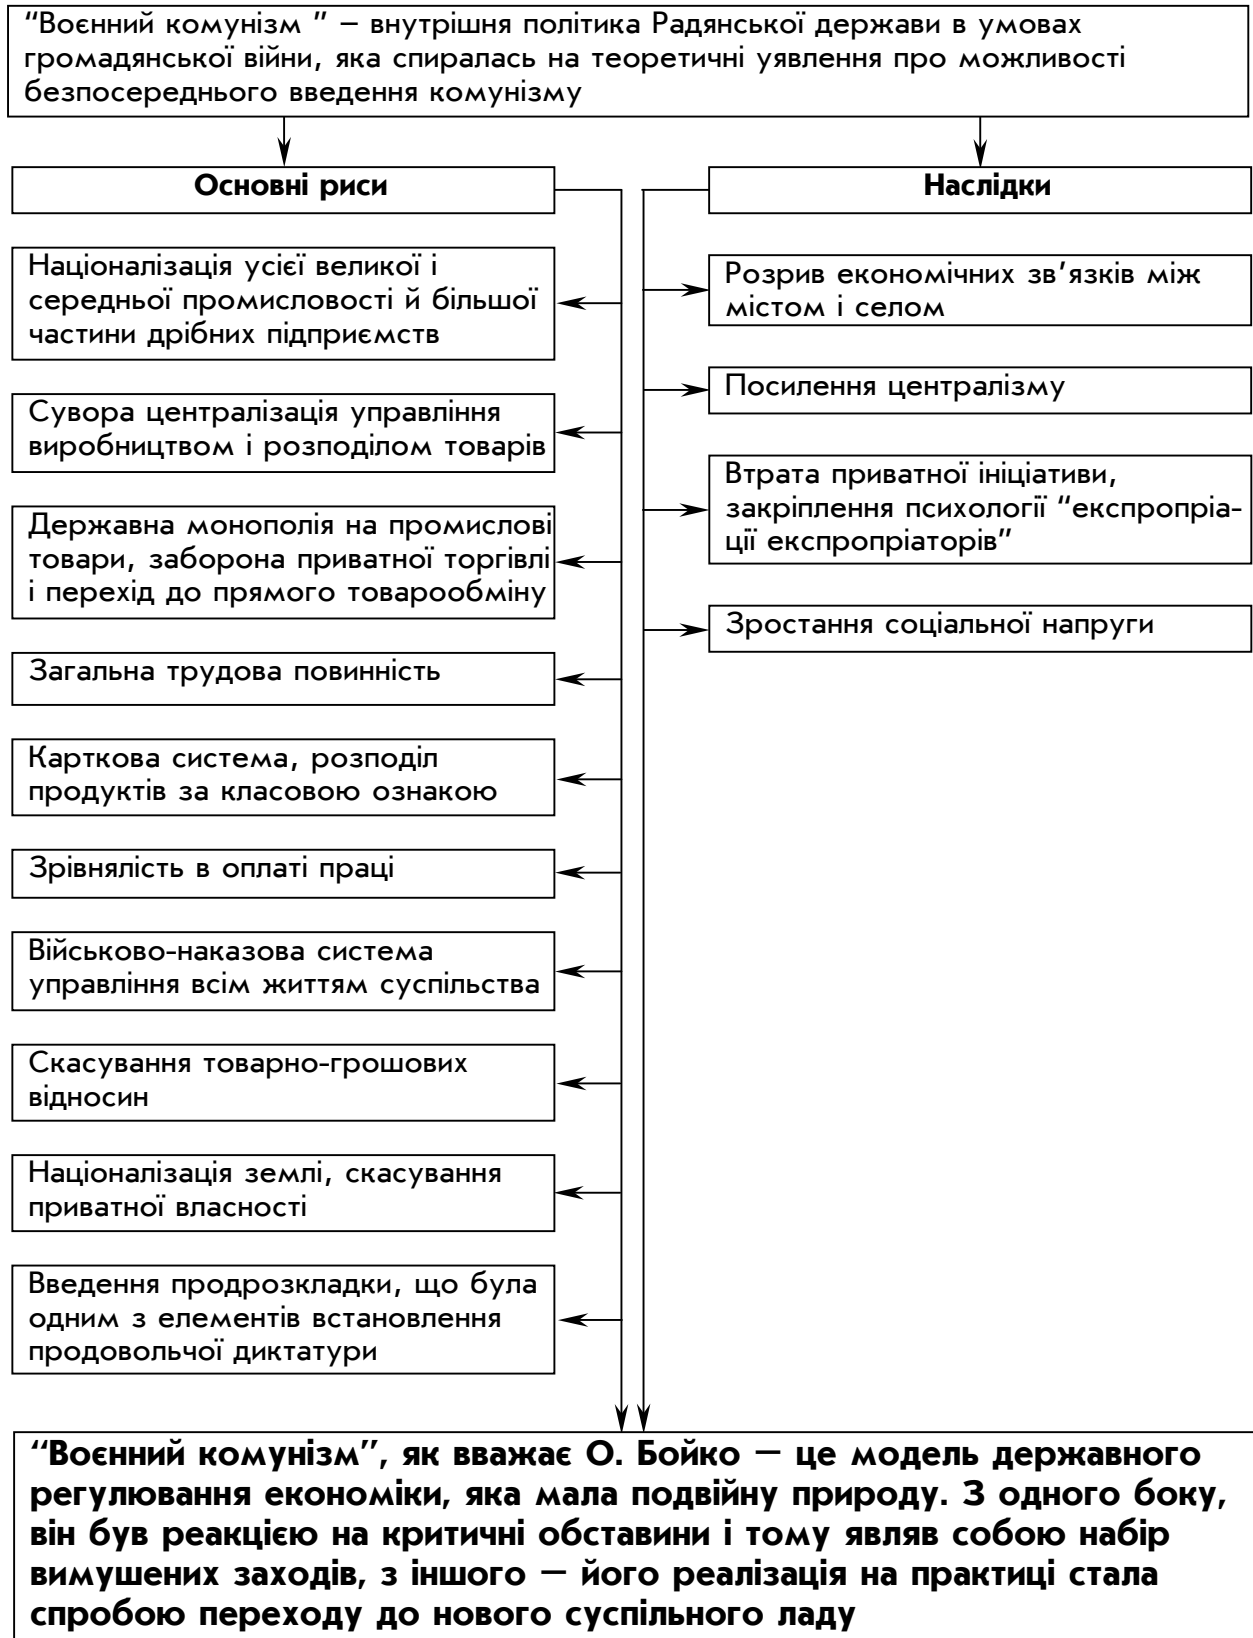 “Воєнний комунізм ” – внутрішня політика Радянської держави в умовах
громадянської війни, яка спиралась на теоретичні уявлення про можливості
безпосереднього введення комунізму
Основні риси
Націоналізація усієї великої і
середньої промисловості й більшої
частини дрібних підприємств
Сувора централізація управління
виробництвом і розподілом товарів
Державна монополія на промислові
товари, заборона приватної торгівлі
і перехід до прямого товарообміну
Загальна трудова повинність
Карткова система, розподіл
продуктів за класовою ознакою
Зрівнялість в оплаті праці
Військово-наказова система
управління всім життям суспільства
Скасування товарно-грошових
відносин
Націоналізація землі, скасування
приватної власності
Введення продрозкладки, що була
одним з елементів встановлення
продовольчої диктатури
Наслідки
Розрив економічних зв’язків між
містом і селом
Посилення централізму
Втрата приватної ініціативи,
закріплення психології “експропріа-
ції експропріаторів”
Зростання соціальної напруги
“Воєнний комунізм”, як вважає О. Бойко – це модель державного
регулювання економіки, яка мала подвійну природу. З одного боку,
він був реакцією на критичні обставини і тому являв собою набір
вимушених заходів, з іншого – його реалізація на практиці стала
спробою переходу до нового суспільного ладу